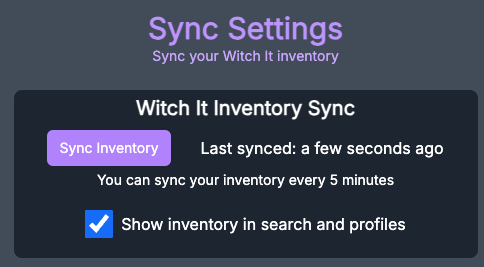 Sync Settings
Sync your Witch It inventory
Witch It Inventory Sync
Sync Inventory Last synced: a few seconds ago
You can sync your inventory every 5 minutes
Show inventory in search and profiles